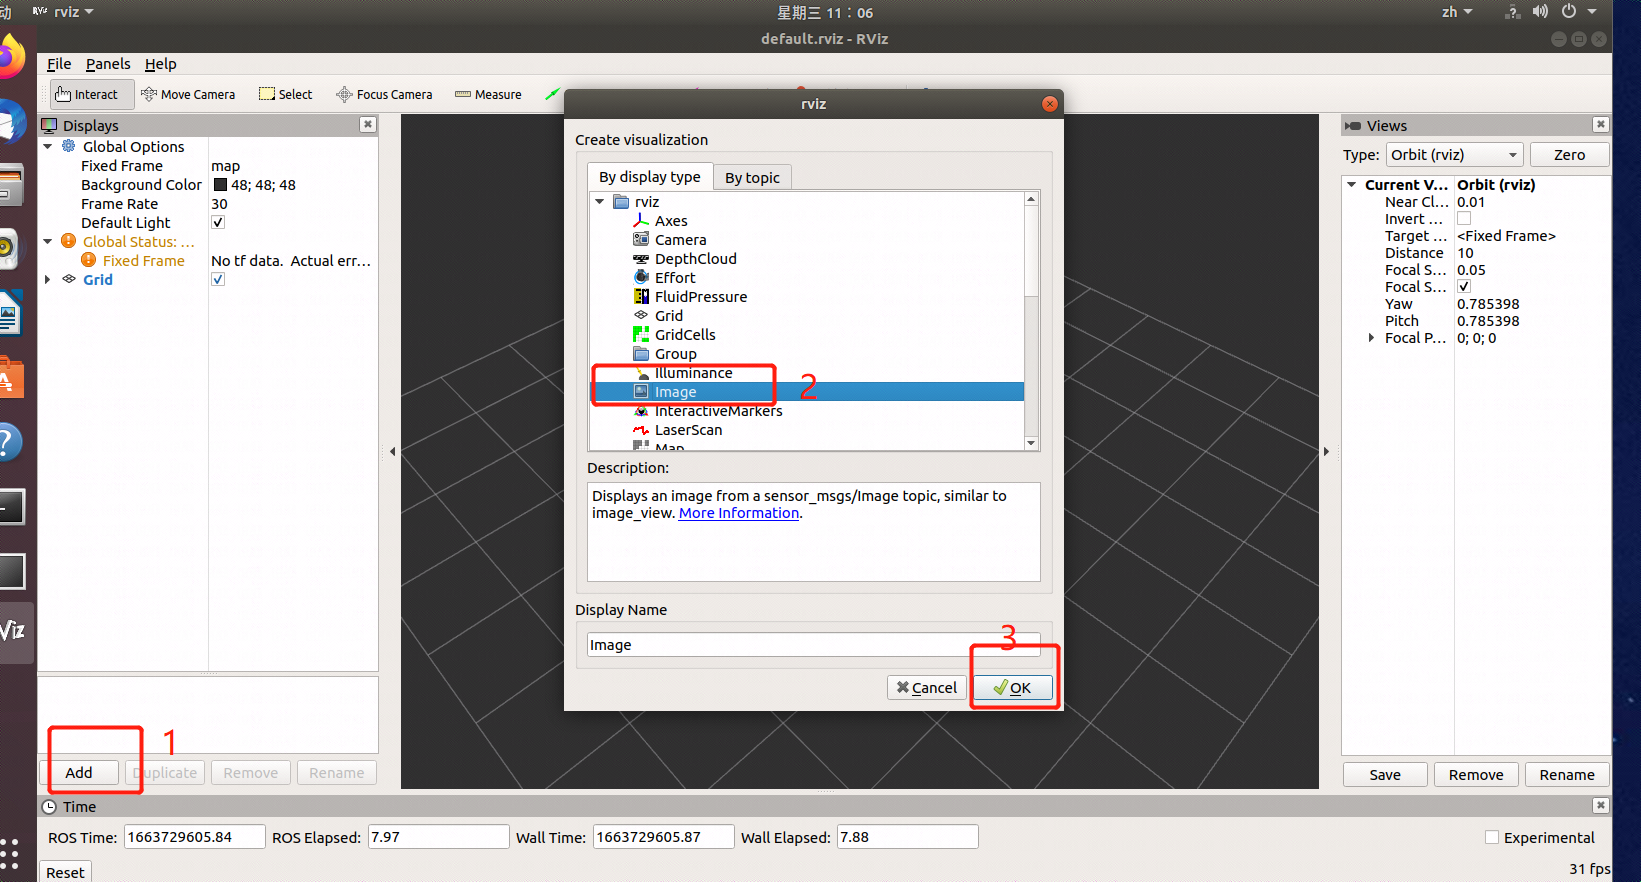 动 RViz rviz 星期三 11：06 zh
default.rviz - RViz
File Panels Help
Interact Move Camera Select Focus Camera Measure
Displays
Global Options
Fixed Frame map
Background Color 48; 48; 48
Frame Rate 30
Default Light
Global Status: ...
Fixed Frame No tf data. Actual err...
Grid
Add Duplicate Remove Rename
1
rviz
Create visualization
By display type By topic
rviz
Axes
Camera
DepthCloud
Effort
FluidPressure
Grid
GridCells
Group
Illuminance
Image
2
InteractiveMarkers
LaserScan
Map
Description:
Displays an image from a sensor_msgs/Image topic, similar to
image_view. More Information.
Display Name
Image
3
Cancel OK
Views
Type: Orbit (rviz) Zero
Current V... Orbit (rviz)
Near Cl... 0.01
Invert ...
Target ... <Fixed Frame>
Distance 10
Focal S... 0.05
Focal S...
Yaw 0.785398
Pitch 0.785398
Focal P... 0; 0; 0
Save Remove Rename
Time
ROS Time: 1663729605.84 ROS Elapsed: 7.97 Wall Time: 1663729605.87 Wall Elapsed: 7.88 Experimental
Reset 31 fps